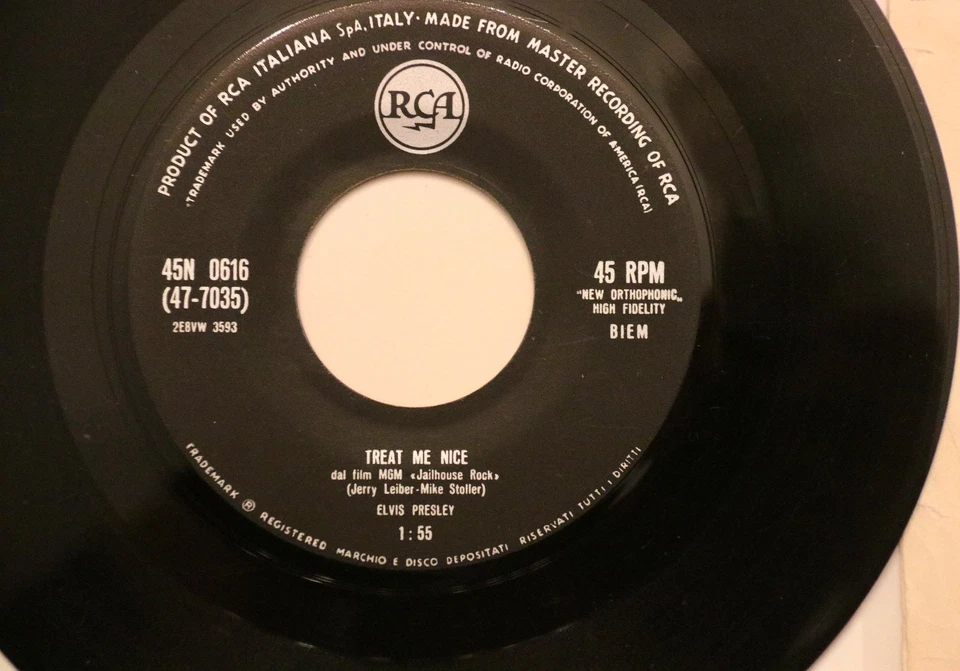 PRODUCT OF RCA ITALIANA SpA, ITALY · MADE FROM MASTER RECORDING OF RCA
"TRADEMARK USED BY AUTHORITY AND UNDER CONTROL OF RADIO CORPORATION OF AMERICA (RCA)
RCA
45N 0616
(47-7035)
2E8VW 3593
45 RPM
"NEW ORTHOPHONIC„
HIGH FIDELITY
BIEM
TREAT ME NICE
dal film MGM «Jailhouse Rock»
(Jerry Leiber-Mike Stoller)
ELVIS PRESLEY
1:55
TRADEMARK ® REGISTERED MARCHIO E DISCO DEPOSITATI RISERVATI TUTTI I DIRITTI